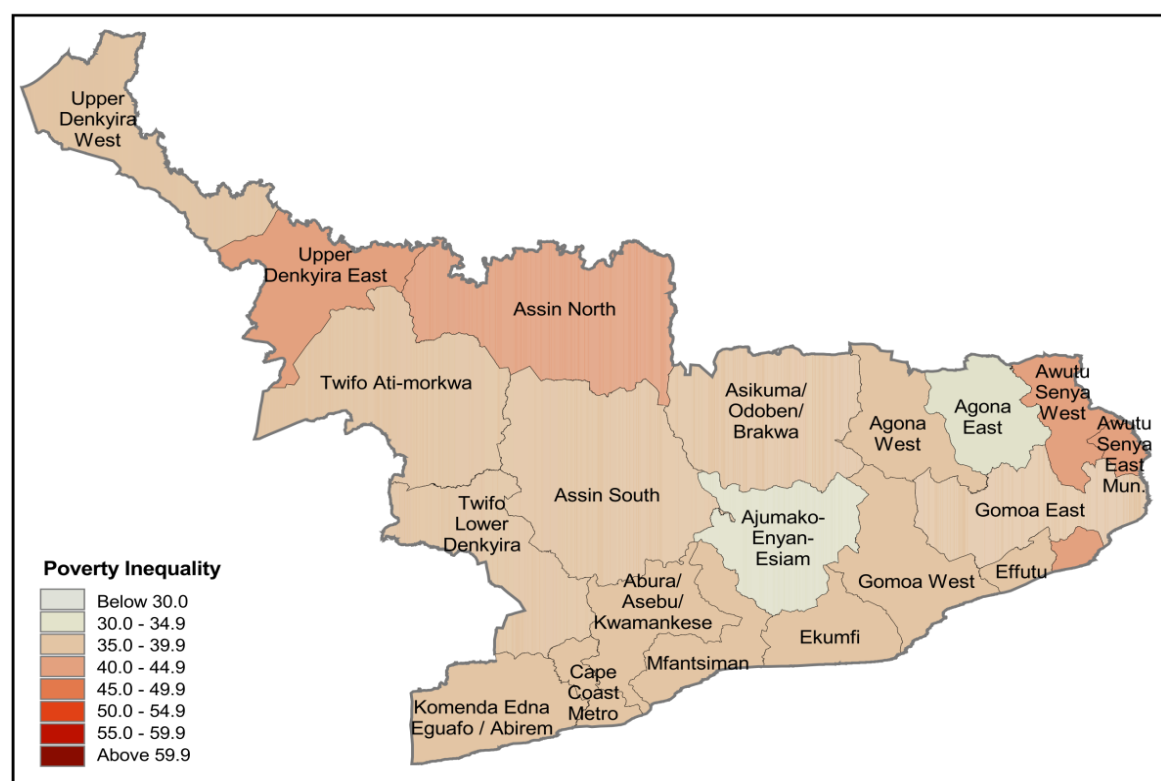 Upper
Denkyira
West
Upper
Denkyira East
Assin North
Twifo Ati-morkwa
Asikuma/
Odoben/
Brakwa
Agona
West
Agona
East
Awutu
Senya
West
Awutu
Senya
East
Mun.
Assin South
Twifo
Lower
Denkyira
Ajumako-
Enyan-
Esiam
Gomoa East
Gomoa West
Effutu
Abura/
Asebu/
Kwamankese
Ekumfi
Mfantsiman
Cape
Coast
Metro
Komenda Edna
Eguafo / Abirem
Poverty Inequality
Below 30.0
30.0 - 34.9
35.0 - 39.9
40.0 - 44.9
45.0 - 49.9
50.0 - 54.9
55.0 - 59.9
Above 59.9